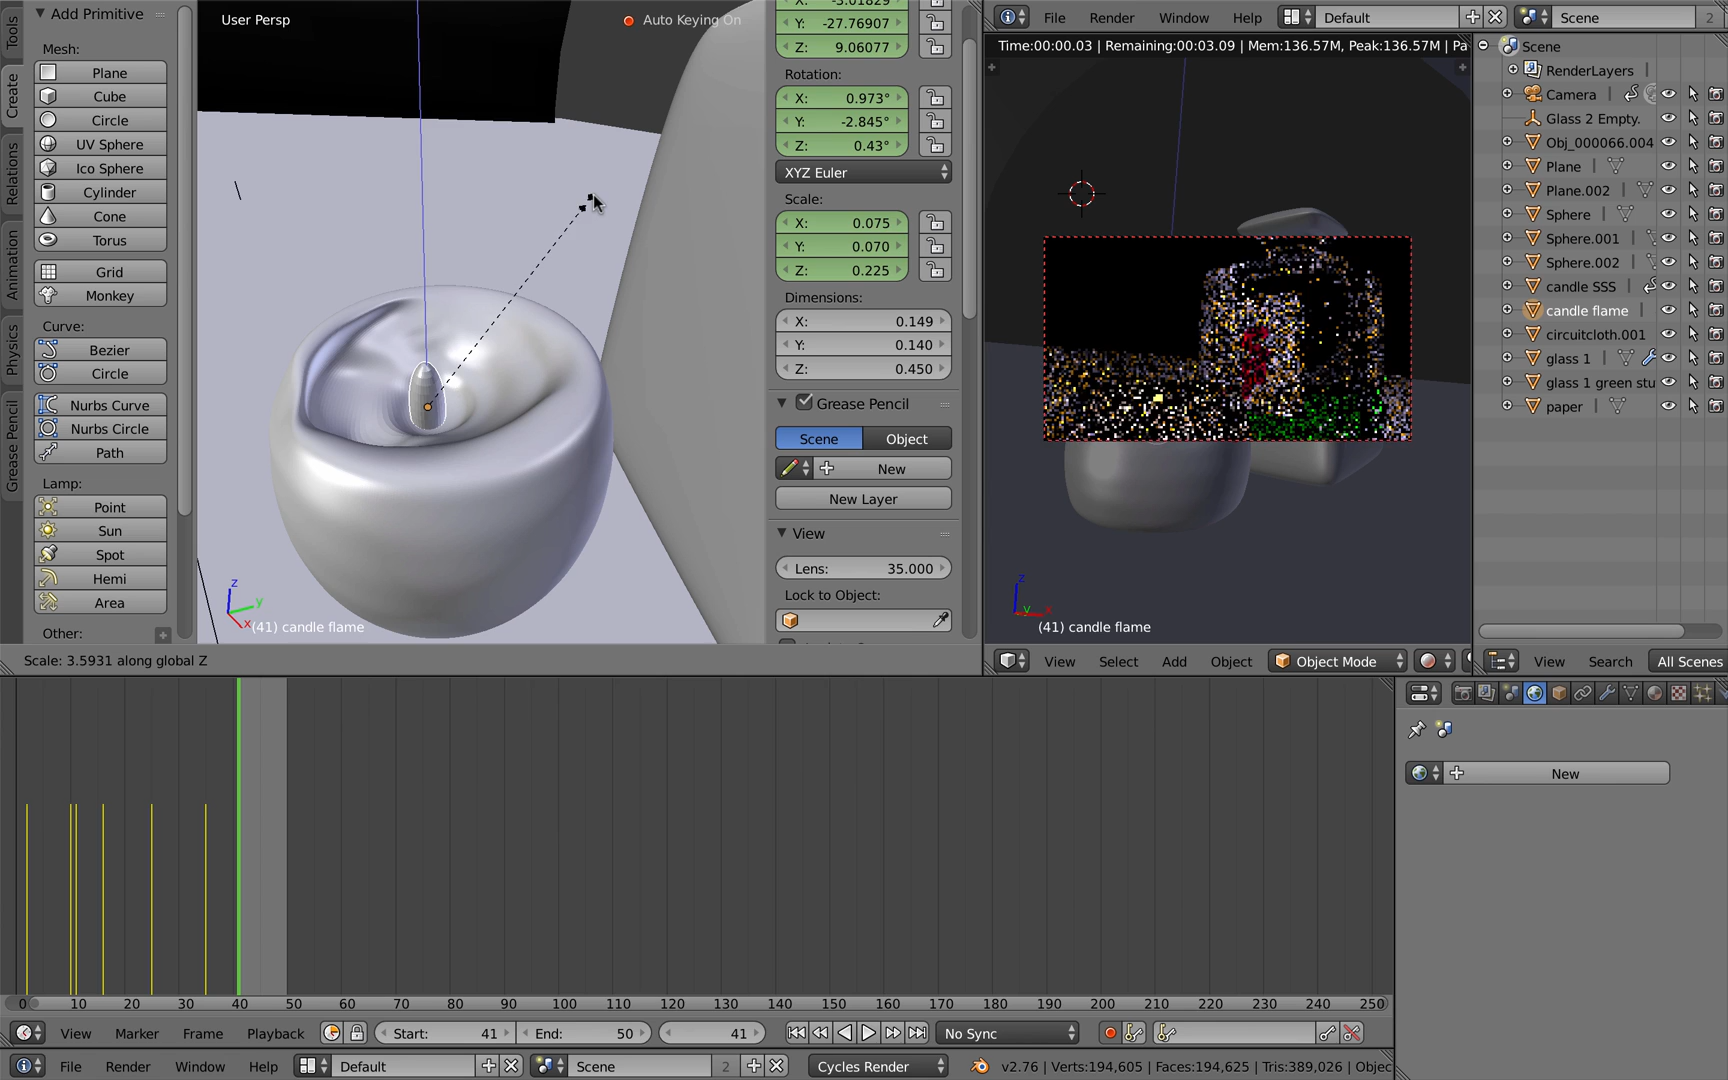 Add Primitive
Mesh:
Plane
Cube
Circle
UV Sphere
Ico Sphere
Cylinder
Cone
Torus
Grid
Monkey
Curve:
Bezier
Circle
Nurbs Curve
Nurbs Circle
Path
Lamp:
Point
Sun
Spot
Hemi
Area
Other:
Tools
Create
Relations
Animation
Physics
Grease Pencil
User Persp
Auto Keying On
z
y
x
(41) candle flame
Scale: 3.5931 along global Z
Y: -27.76907
Z: 9.06077
Rotation:
X: 0.973°
Y: -2.845°
Z: 0.43°
XYZ Euler
Scale:
X: 0.075
Y: 0.070
Z: 0.225
Dimensions:
X: 0.149
Y: 0.140
Z: 0.450
Grease Pencil
Scene Object
New
New Layer
View
Lens: 35.000
Lock to Object:
File Render Window Help Default Scene 2
Time:00:00.03 | Remaining:00:03.09 | Mem:136.57M, Peak:136.57M | Pa
z
y x
(41) candle flame
View Select Add Object Object Mode
Scene
RenderLayers
Camera
Glass 2 Empty.
Obj_000066.004
Plane
Plane.002
Sphere
Sphere.001
Sphere.002
candle SSS
candle flame
circuitcloth.001
glass 1
glass 1 green stu
paper
View Search All Scenes
New
0 10 20 30 40 50 60 70 80 90 100 110 120 130 140 150 160 170 180 190 200 210 220 230 240 250
View Marker Frame Playback Start: 41 End: 50 41 No Sync
File Render Window Help Default Scene 2 Cycles Render v2.76 | Verts:194,605 | Faces:194,625 | Tris:389,026 | Objec